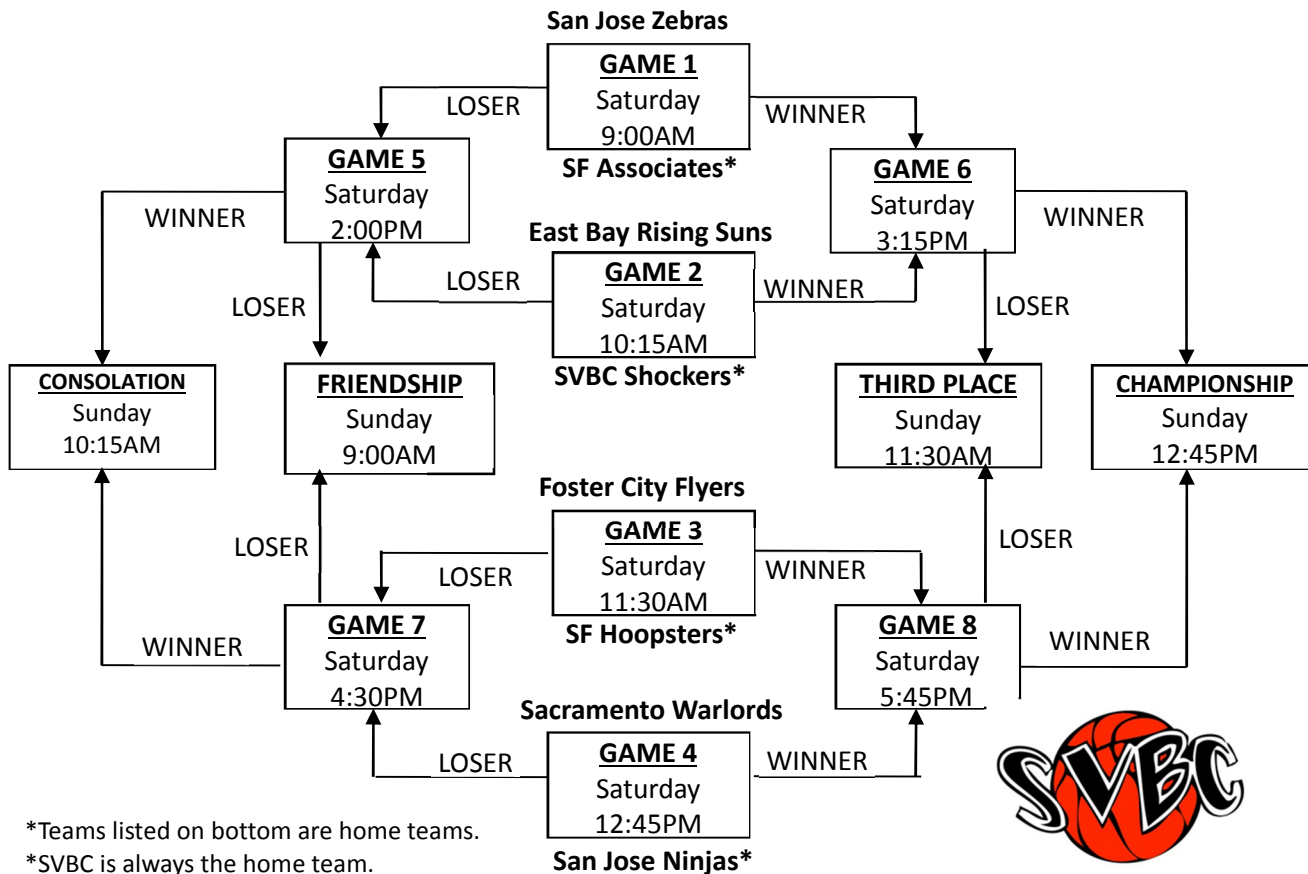 San Jose Zebras
GAME 1
Saturday
9:00AM
SF Associates*
LOSER
WINNER
GAME 5
Saturday
2:00PM
GAME 6
Saturday
3:15PM
WINNER
WINNER
East Bay Rising Suns
GAME 2
Saturday
10:15AM
SVBC Shockers*
LOSER
WINNER
LOSER
LOSER
CONSOLATION
Sunday
10:15AM
FRIENDSHIP
Sunday
9:00AM
THIRD PLACE
Sunday
11:30AM
CHAMPIONSHIP
Sunday
12:45PM
Foster City Flyers
GAME 3
Saturday
11:30AM
SF Hoopsters*
LOSER
LOSER
WINNER
LOSER
GAME 7
Saturday
4:30PM
GAME 8
Saturday
5:45PM
WINNER
WINNER
Sacramento Warlords
GAME 4
Saturday
12:45PM
San Jose Ninjas*
LOSER
WINNER
SVBC
*Teams listed on bottom are home teams.
*SVBC is always the home team.